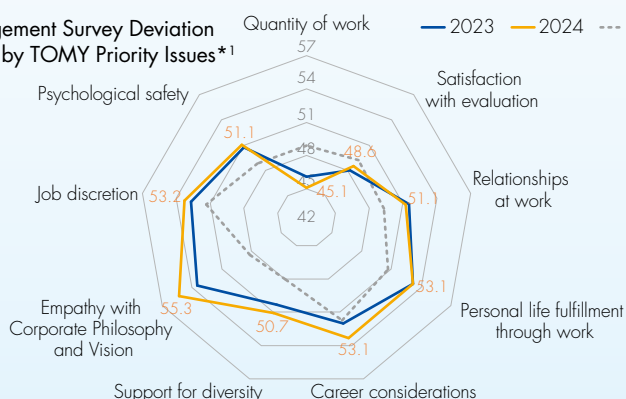 gement Survey Deviation
by TOMY Priority Issues*1
Quantity of work
2023
2024
57
54
51
48
45
42
Satisfaction
with evaluation
Psychological safety
51.1
48.6
45.1
Job discretion
53.2
51.1
Relationships
at work
53.1
Personal life fulfillment
through work
Empathy with
Corporate Philosophy
and Vision
55.3
50.7
53.1
Support for diversity
Career considerations